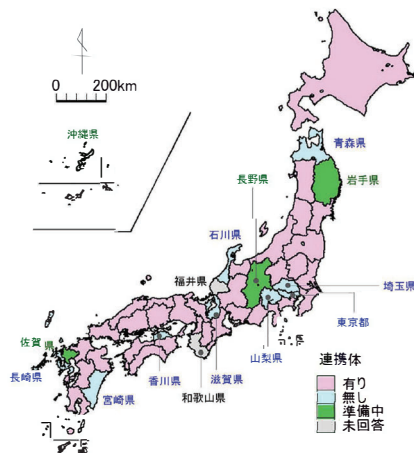 0 200km
沖縄県
青森県
長野県
岩手県
石川県
福井県
埼玉県
東京都
佐賀県
山梨県
長崎県
香川県
滋賀県
宮崎県
和歌山県
連携体
有り
無し
準備中
未回答